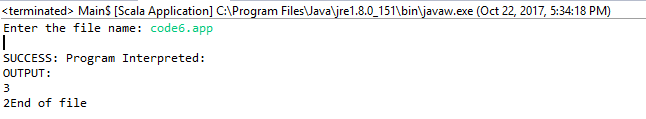 <terminated> Main$ [Scala Application] C:\Program Files\Java\jre1.8.0_151\bin\javaw.exe (Oct 22, 2017, 5:34:18 PM)
Enter the file name: code6.app
SUCCESS: Program Interpreted:
OUTPUT:
3
2End of file